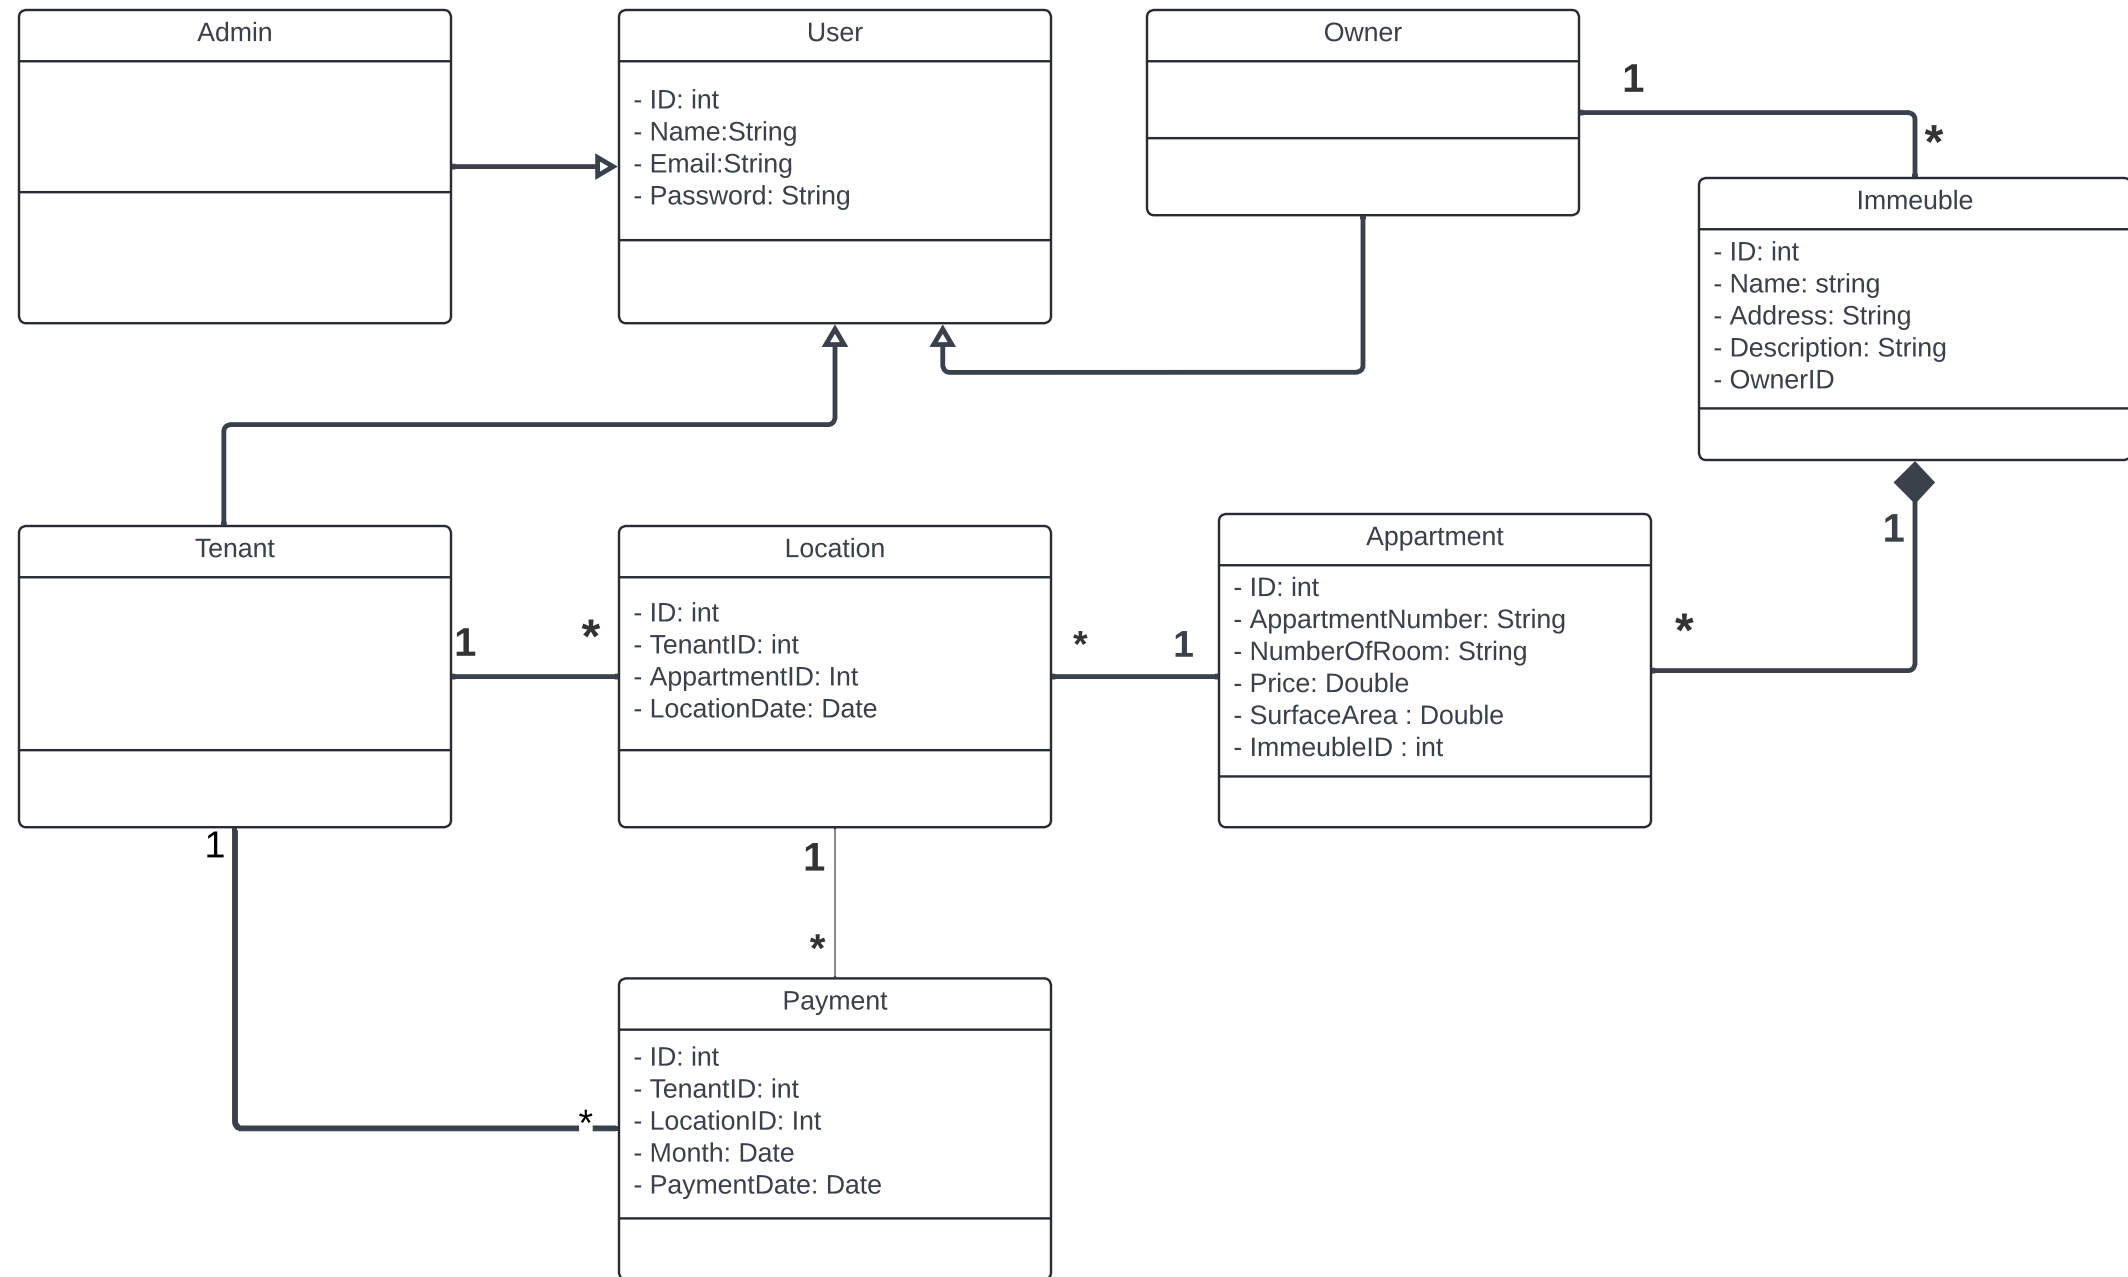 Admin
User
- ID: int
- Name:String
- Email:String
- Password: String
Owner
1
*
Immeuble
- ID: int
- Name: string
- Address: String
- Description: String
- OwnerID
1
*
Tenant
1
*
Location
- ID: int
- TenantID: int
- AppartmentID: Int
- LocationDate: Date
*
1
Appartment
- ID: int
- AppartmentNumber: String
- NumberOfRoom: String
- Price: Double
- SurfaceArea : Double
- ImmeubleID : int
1
*
1
*
Payment
- ID: int
- TenantID: int
- LocationID: Int
- Month: Date
- PaymentDate: Date